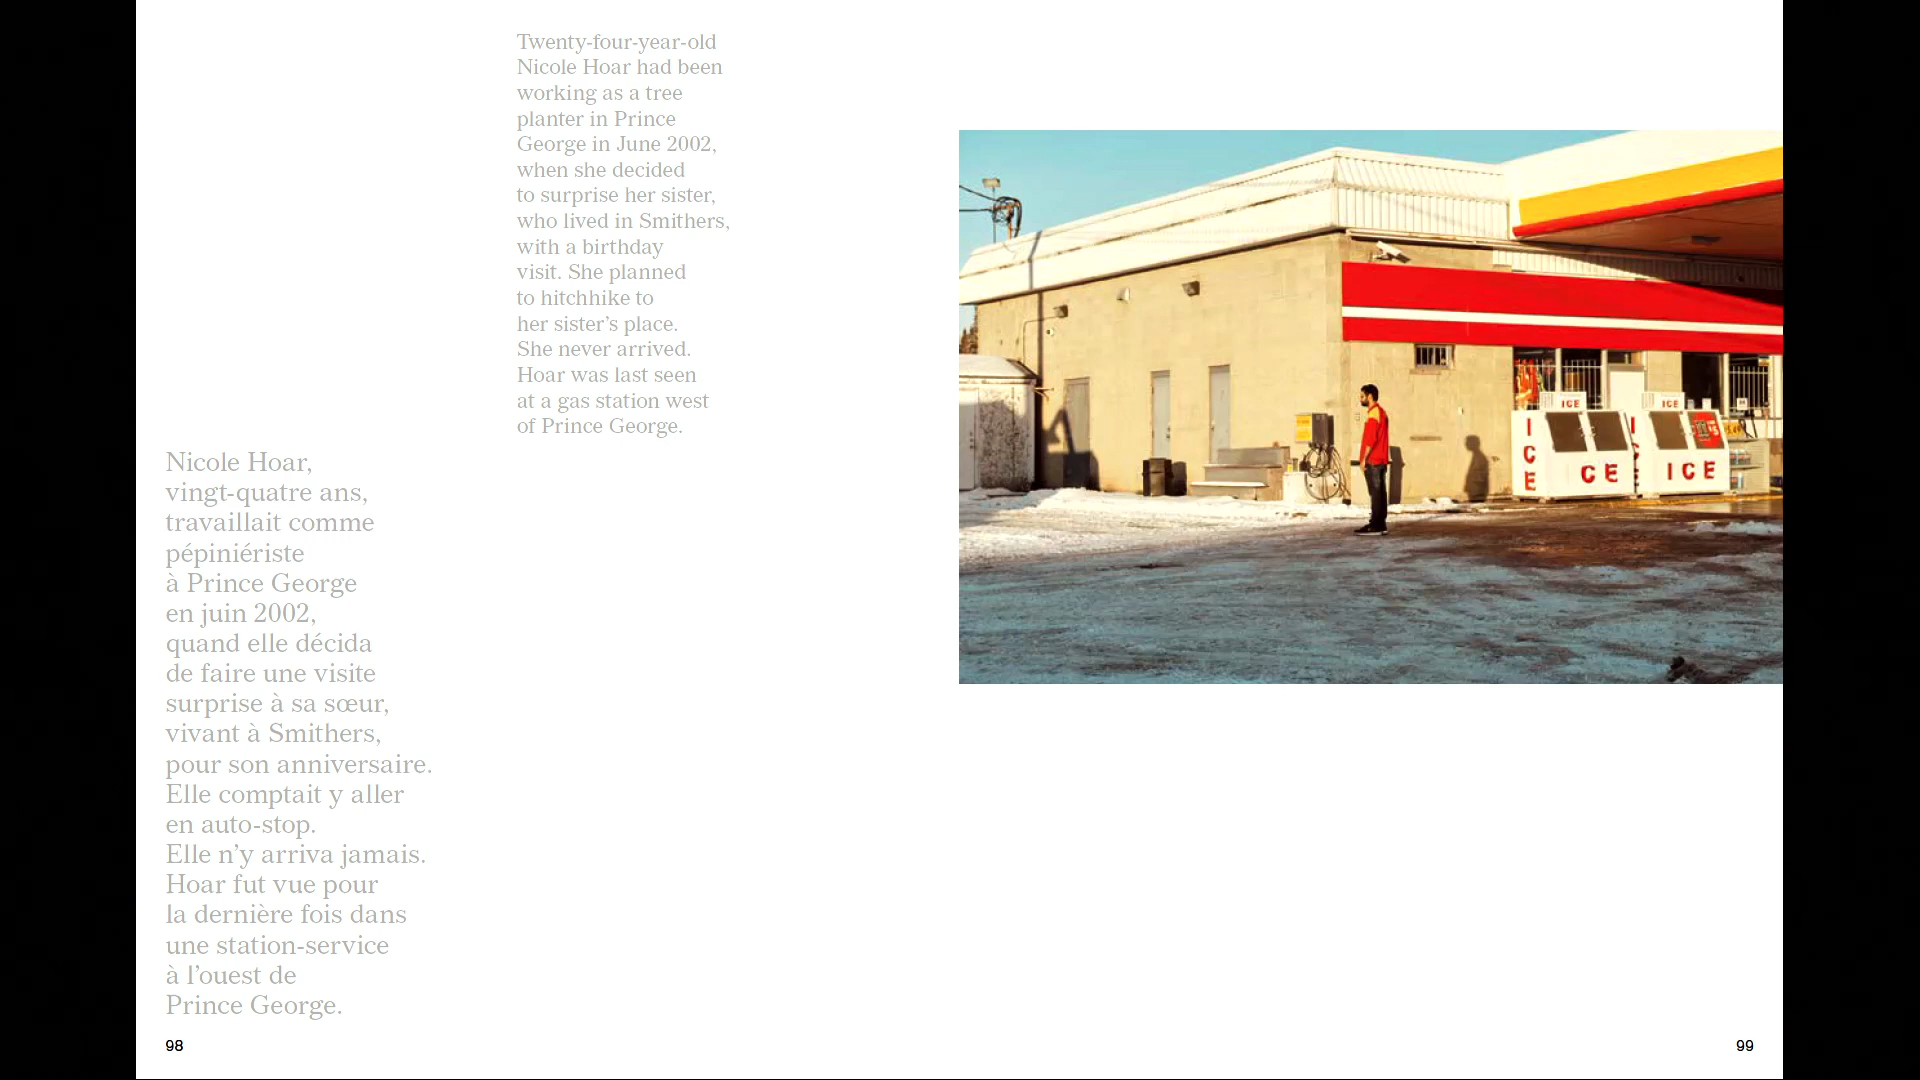 Twenty-four-year-old
Nicole Hoar had been
working as a tree
planter in Prince
George in June 2002,
when she decided
to surprise her sister,
who lived in Smithers,
with a birthday
visit. She planned
to hitchhike to
her sister’s place.
She never arrived.
Hoar was last seen
at a gas station west
of Prince George.
Nicole Hoar,
vingt-quatre ans,
travaillait comme
pépiniériste
à Prince George
en juin 2002,
quand elle décida
de faire une visite
surprise à sa sœur,
vivant à Smithers,
pour son anniversaire.
Elle comptait y aller
en auto-stop.
Elle n’y arriva jamais.
Hoar fut vue pour
la dernière fois dans
une station-service
à l’ouest de
Prince George.
ICE
ICE
ICE
ICE
ICE
98
99